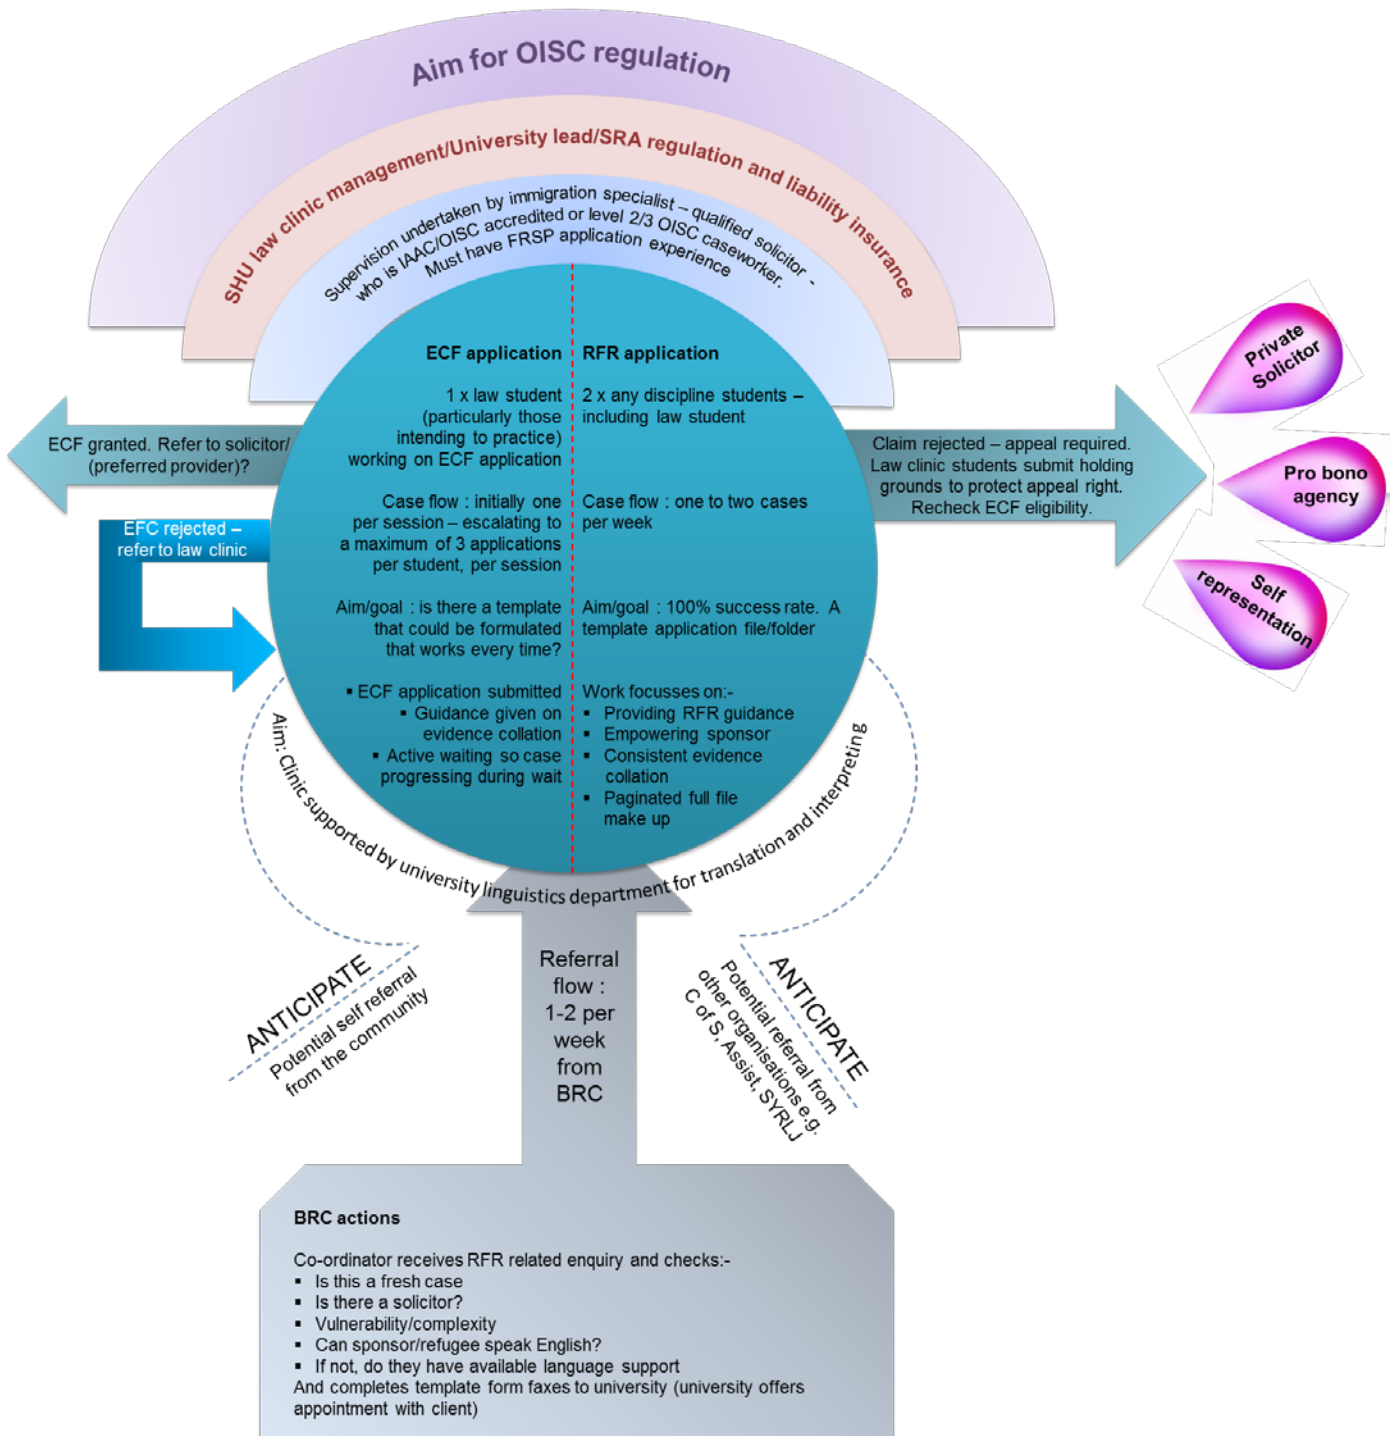 Aim for OISC regulation
SHU law clinic management/University lead/SRA regulation and liability insurance
Supervision undertaken by immigration specialist – qualified solicitor -
who is IAAC/OISC accredited or level 2/3 OISC caseworker.
Must have FRSP application experience
ECF application
1 x law student
(particularly those
intending to practice)
working on ECF application
Case flow : initially one
per session – escalating to
a maximum of 3 applications
per student, per session
Aim/goal : is there a template
that could be formulated
that works every time?
▪ ECF application submitted
▪ Guidance given on
evidence collation
▪ Active waiting so case
progressing during wait
RFR application
2 x any discipline students –
including law student
Case flow : one to two cases
per week
Aim/goal : 100% success rate. A
template application file/folder
Work focusses on:-
▪ Providing RFR guidance
▪ Empowering sponsor
▪ Consistent evidence
collation
▪ Paginated full file
make up
ECF granted. Refer to solicitor/
(preferred provider)?
EFC rejected –
refer to law clinic
Claim rejected – appeal required.
Law clinic students submit holding
grounds to protect appeal right.
Recheck ECF eligibility.
Private
Solicitor
Pro bono
agency
Self
representation
Aim: Clinic supported by university linguistics department for translation and interpreting
ANTICIPATE
Potential self referral
from the community
Referral
flow :
1-2 per
week
from
BRC
ANTICIPATE
Potential referral from
other organisations e.g.
C of S, Assist, SYRLJ
BRC actions
Co-ordinator receives RFR related enquiry and checks:-
▪ Is this a fresh case
▪ Is there a solicitor?
▪ Vulnerability/complexity
▪ Can sponsor/refugee speak English?
▪ If not, do they have available language support
And completes template form faxes to university (university offers
appointment with client)